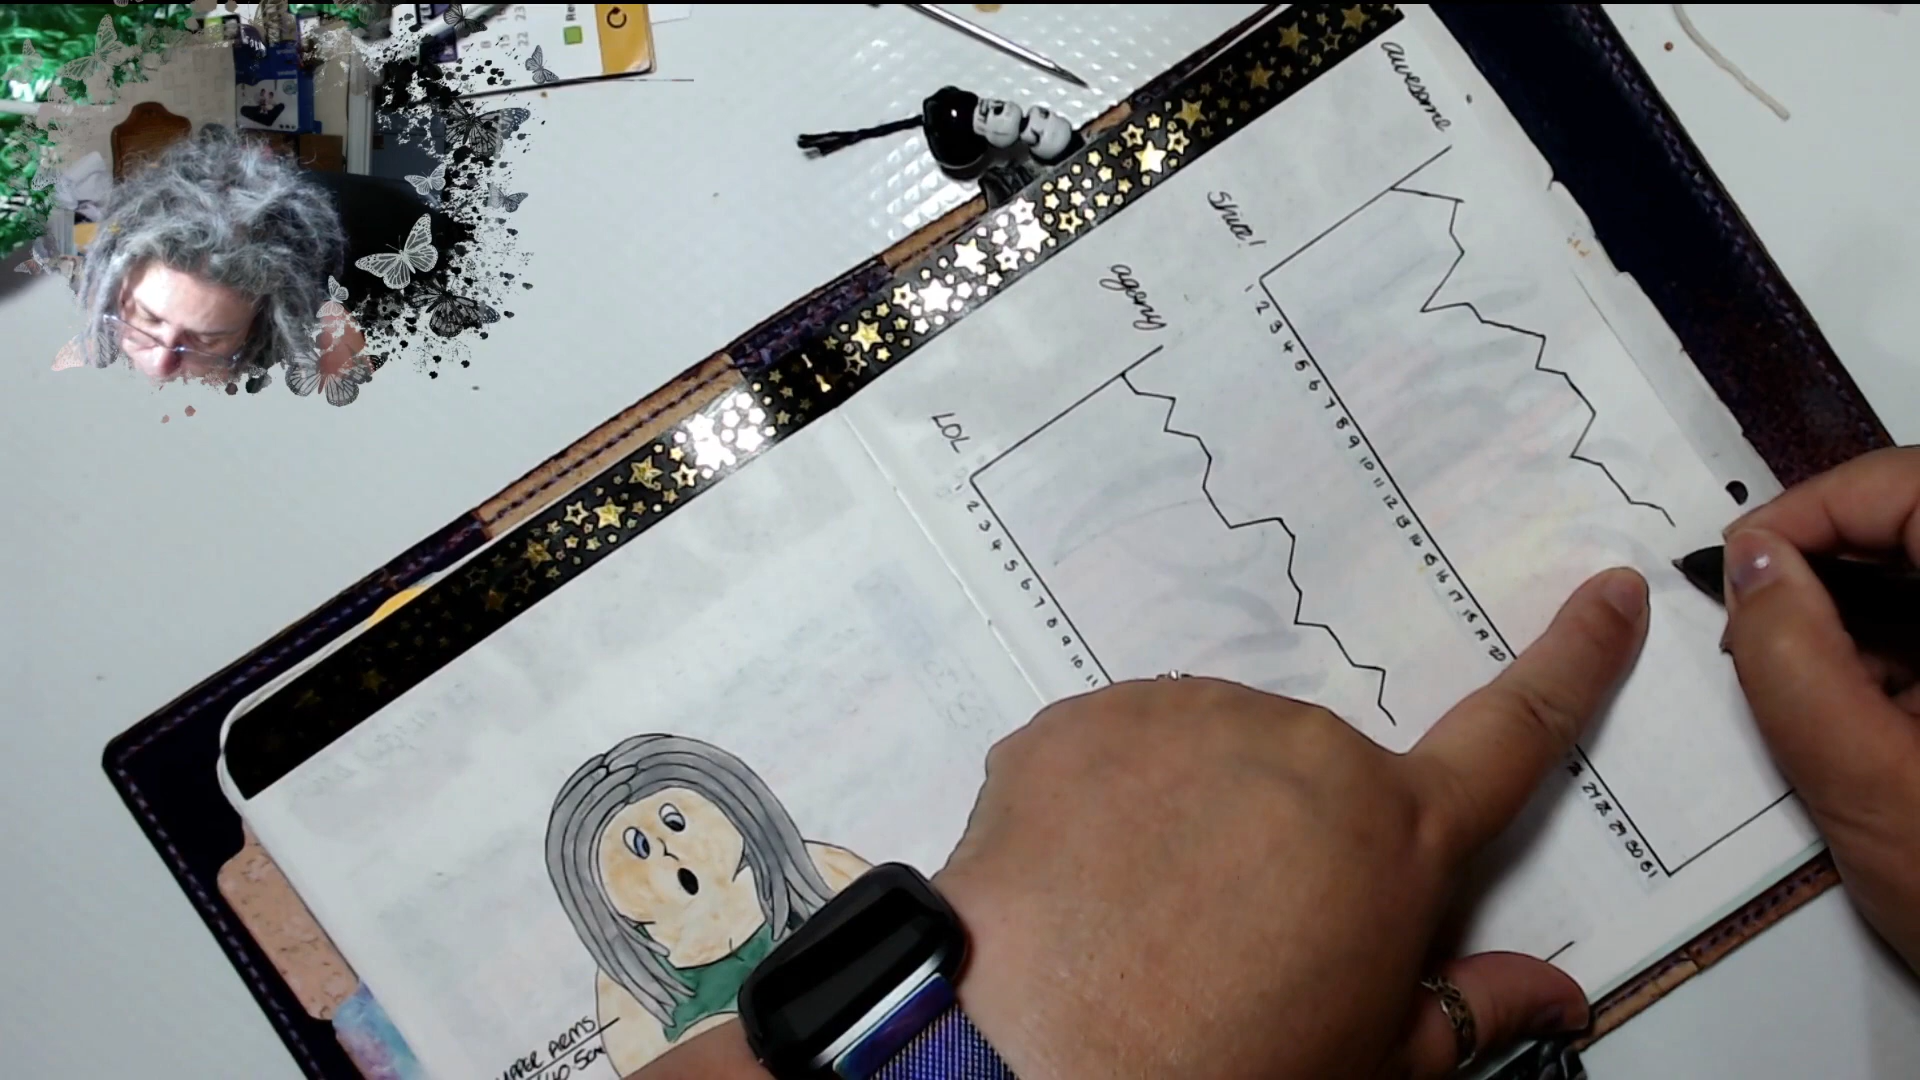 awesome
Shite!
1 2 3 4 5 6 7 8 9 10 11 12 13 14 15 16 17 18 19 20
29 30 31
agony
LOL
1 2 3 4 5 6 7 8 9 10 11
UPPER ARMS
22 23